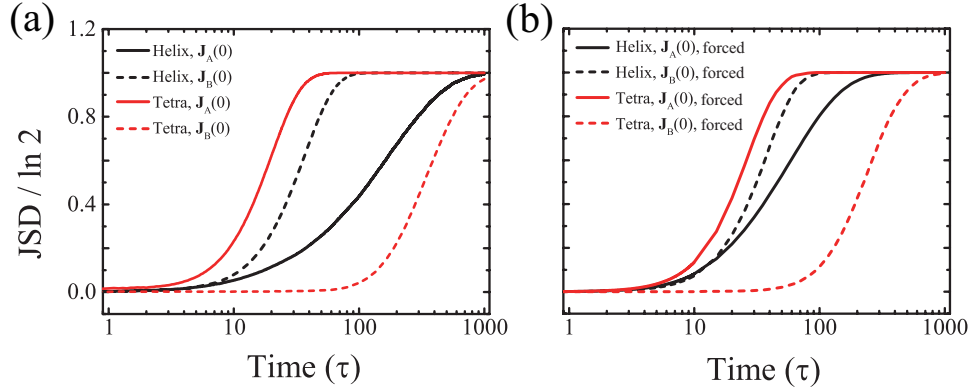 (a)
JSD / ln 2
1.2
0.8
0.4
0.0
Helix, J_A(0)
Helix, J_B(0)
Tetra, J_A(0)
Tetra, J_B(0)
1 10 100 1000
Time (τ)
(b)
Helix, J_A(0), forced
Helix, J_B(0), forced
Tetra, J_A(0), forced
Tetra, J_B(0), forced
1 10 100 1000
Time (τ)